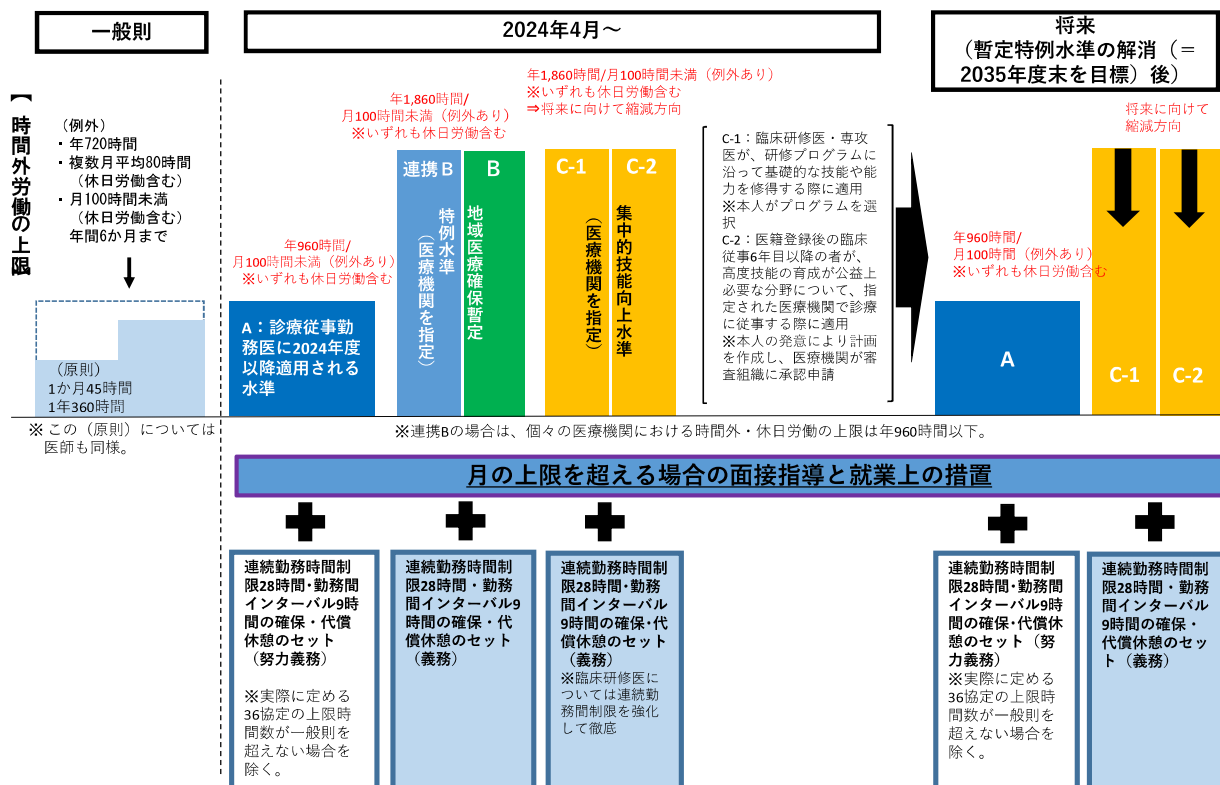 一般則
2024年4月~
将来
(暫定特例水準の解消(=
2035年度末を目標)後)
【時間外労働の上限】
(例外)
・年720時間
・複数月平均80時間
(休日労働含む)
・月100時間未満
(休日労働含む)
年間6か月まで
(原則)
1か月45時間
1年360時間
※この(原則)については
医師も同様。
年960時間/
月100時間未満(例外あり)
※いずれも休日労働含む
A:診療従事勤
務医に2024年度
以降適用される
水準
年1,860時間/
月100時間未満(例外あり)
※いずれも休日労働含む
連携B
B
地域医療確保暫定
特例水準
(医療機関を指定)
年1,860時間/月100時間未満(例外あり)
※いずれも休日労働含む
⇒将来に向けて縮減方向
C-1
C-2
集中的技能向上水準
(医療機関を指定)
C-1:臨床研修医・専攻
医が、研修プログラムに
沿って基礎的な技能や能
力を修得する際に適用
※本人がプログラムを選
択
C-2:医籍登録後の臨床
従事6年目以降の者が、
高度技能の育成が公益上
必要な分野について、指
定された医療機関で診療
に従事する際に適用
※本人の発意により計画
を作成し、医療機関が審
査組織に承認申請
将来に向けて
縮減方向
年960時間/
月100時間(例外あり)
※いずれも休日労働含む
A
C-1
C-2
※連携Bの場合は、個々の医療機関における時間外・休日労働の上限は年960時間以下。
月の上限を超える場合の面接指導と就業上の措置
連続勤務時間制
限28時間・勤務間
インターバル9時
間の確保・代償
休憩のセット
(努力義務)
※実際に定める
36協定の上限時
間数が一般則を
超えない場合を
除く。
連続勤務時間制
限28時間・勤務
間インターバル9
時間の確保・代
償休憩のセット
(義務)
連続勤務時間制
限28時間・勤務
間インターバル
9時間の確保・代
償休憩のセット
(義務)
※臨床研修医に
ついては連続勤
務間制限を強化
して徹底
連続勤務時間制
限28時間・勤務間
インターバル9時
間の確保・代償休
憩のセット(努
力義務)
※実際に定める
36協定の上限時
間数が一般則を
超えない場合を
除く。
連続勤務時間制
限28時間・勤務
間インターバル
9時間の確保・
代償休憩のセッ
ト(義務)